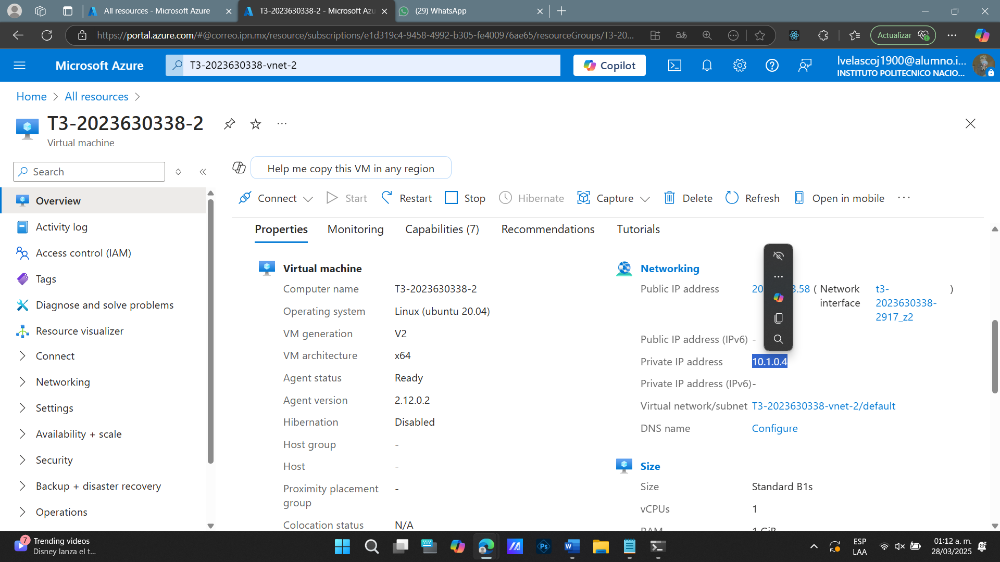 All resources - Microsoft Azure
T3-2023630338-2 - Microsoft Azu
(29) WhatsApp
https://portal.azure.com/#@correo.ipn.mx/resource/subscriptions/e1d319c4-9458-4992-b305-fe400976ae65/resourceGroups/T3-20...
Actualizar
Microsoft Azure
T3-2023630338-vnet-2
Copilot
lvelascoj1900@alumno.i...
INSTITUTO POLITECNICO NACIO...
Home > All resources >
T3-2023630338-2
Virtual machine
Search
Help me copy this VM in any region
Connect
Start
Restart
Stop
Hibernate
Capture
Delete
Refresh
Open in mobile
Overview
Activity log
Access control (IAM)
Tags
Diagnose and solve problems
Resource visualizer
Connect
Networking
Settings
Availability + scale
Security
Backup + disaster recovery
Operations
Properties
Monitoring
Capabilities (7)
Recommendations
Tutorials
Virtual machine
Computer name T3-2023630338-2
Operating system Linux (ubuntu 20.04)
VM generation V2
VM architecture x64
Agent status Ready
Agent version 2.12.0.2
Hibernation Disabled
Host group -
Host -
Proximity placement -
group
Colocation status N/A
Networking
Public IP address ( Network t3- )
interface 2023630338-
2917_z2
Public IP address (IPv6) -
Private IP address 10.1.0.4
Private IP address (IPv6) -
Virtual network/subnet T3-2023630338-vnet-2/default
DNS name Configure
Size
Size Standard B1s
vCPUs 1
RAM 1 GiB
7
Trending videos
Disney lanza el t...
ESP
LAA
01:12 a. m.
28/03/2025